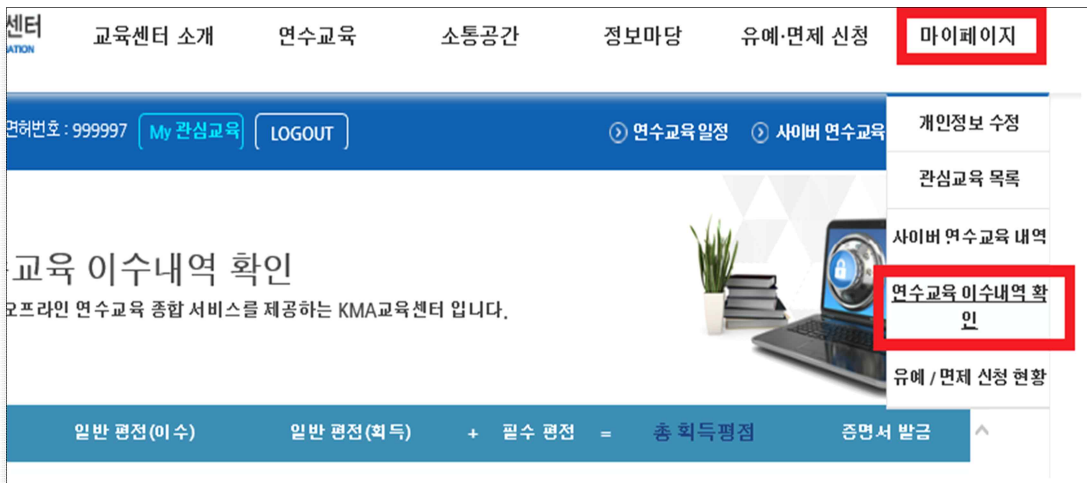 센터
교육센터 소개 연수교육 소통공간 정보마당 유예·면제 신청 마이페이지
면허번호 : 999997 My 관심교육 LOGOUT 연수교육일정 사이버 연수교육
개인정보 수정
관심교육 목록
사이버 연수교육 내역
연수교육 이수내역 확
인
유예 / 면제 신청 현황
교육 이수내역 확인
오프라인 연수교육 종합 서비스를 제공하는 KMA교육센터 입니다.
일반 평점(이수) 일반 평점(획득) + 필수 평점 = 총 획득평점 증명서 발급